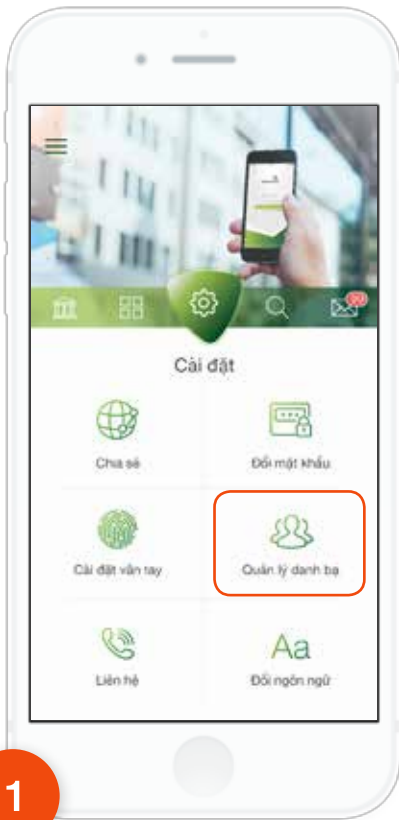 Cài đặt
Chia sẻ
Đổi mật khẩu
Cài đặt vân tay
Quản lý danh bạ
Aa
Liên hệ
Đổi ngôn ngữ
1